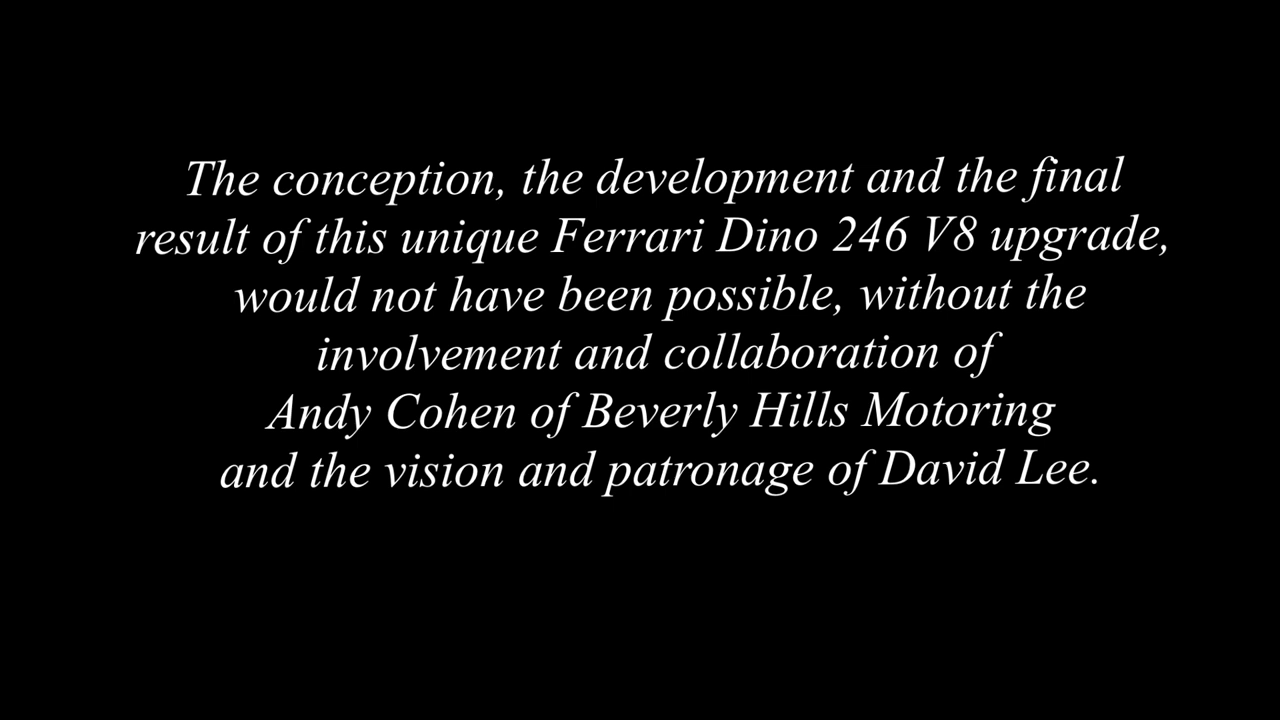 The conception, the development and the final
result of this unique Ferrari Dino 246 V8 upgrade,
would not have been possible, without the
involvement and collaboration of
Andy Cohen of Beverly Hills Motoring
and the vision and patronage of David Lee.